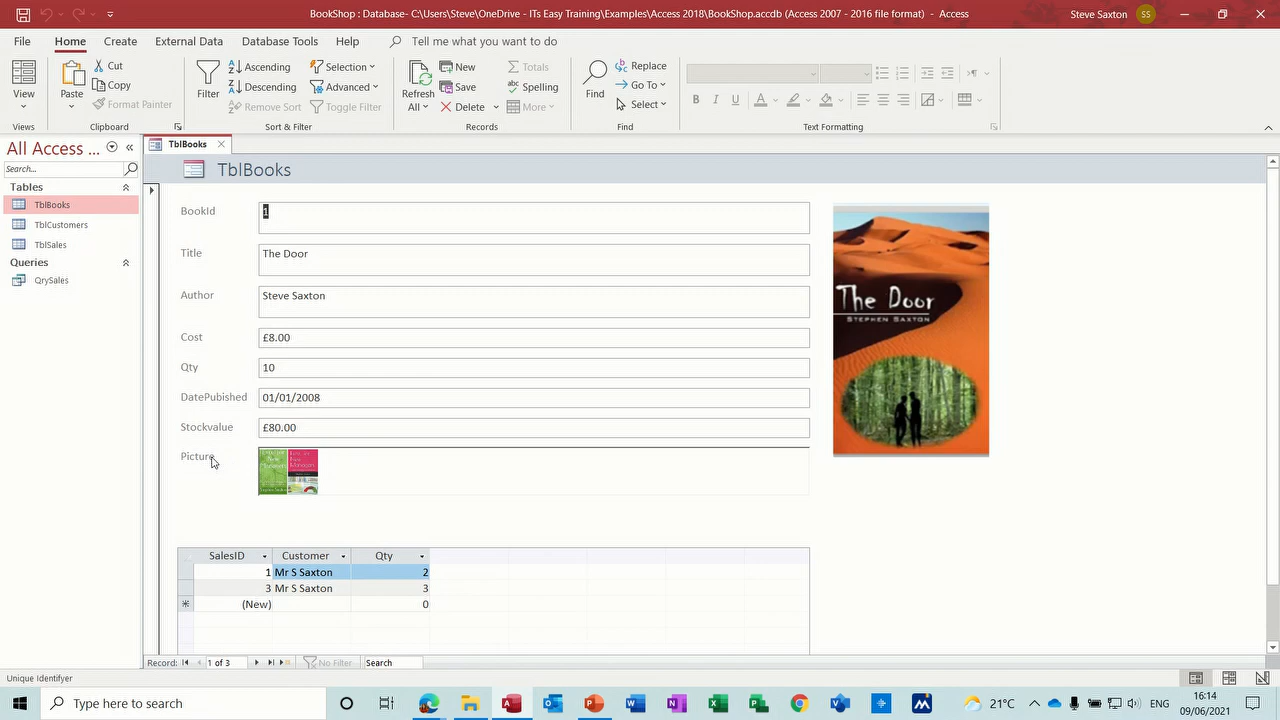 BookShop : Database- C:\Users\Steve\OneDrive - ITs Easy Training\Examples\Access 2018\BookShop.accdb (Access 2007 - 2016 file format) - Access
Steve Saxton SS
File Home Create External Data Database Tools Help Tell me what you want to do
View
Views
Paste
Cut
Copy
Format Painter
Clipboard
Filter
Ascending
Descending
Remove Sort
Selection
Advanced
Toggle Filter
Sort & Filter
Refresh
All
New
Save
Delete
Totals
Spelling
More
Records
Find
Replace
Go To
Select
Find
B I U
A
Text Formatting
All Access ...
Search...
Tables
TblBooks
TblCustomers
TblSales
Queries
QrySales
TblBooks
TblBooks
BookId 1
Title The Door
Author Steve Saxton
Cost £8.00
Qty 10
DatePubished 01/01/2008
Stockvalue £80.00
Picture
The Door
STEPHEN SAXTON
SalesID Customer Qty
1 Mr S Saxton 2
3 Mr S Saxton 3
(New) 0
Record: 1 of 3 No Filter Search
Unique Identifyer
Type here to search
21°C
ENG
16:14
09/06/2021